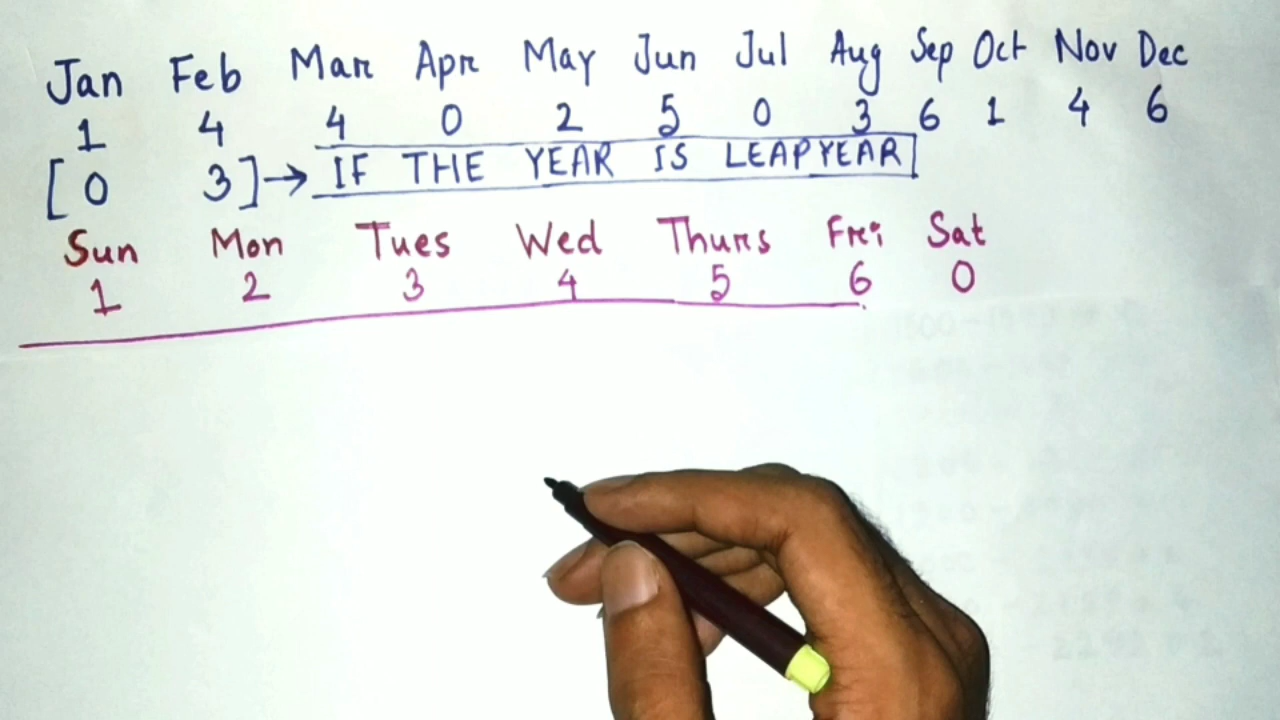 Jan Feb Mar Apr May Jun Jul Aug Sep Oct Nov Dec
1 4 4 0 2 5 0 3 6 1 4 6
[0 3]→ IF THE YEAR IS LEAPYEAR
Sun Mon Tues Wed Thurs Fri Sat
1 2 3 4 5 6 0